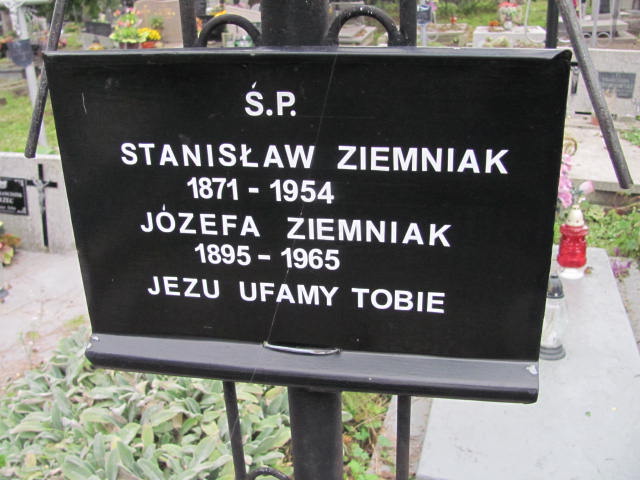 Ś.P.
STANISŁAW ZIEMNIAK
1871 - 1954
JÓZEFA ZIEMNIAK
1895 - 1965
JEZU UFAMY TOBIE